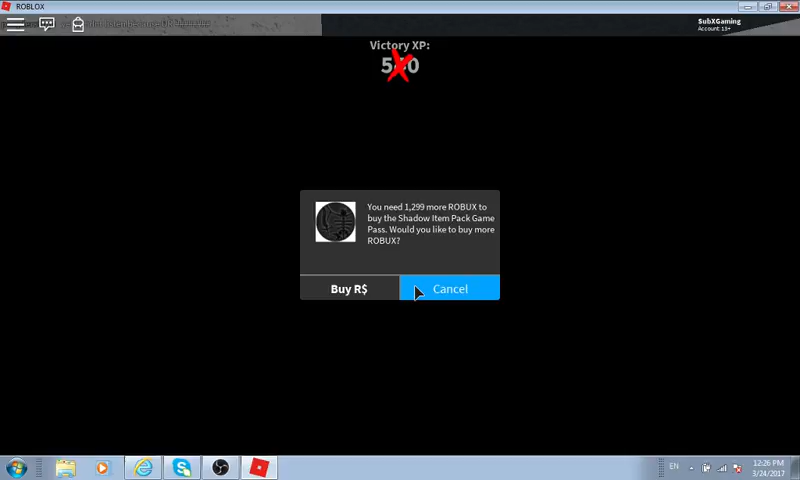 ROBLOX
SubXGaming
Account 13+
Victory XP:
You need 1,299 more ROBUX to
buy the Shadow Item Pack Game
Pass. Would you like to buy more
ROBUX?
Buy R$
Cancel
EN
12:26 PM
3/24/2017